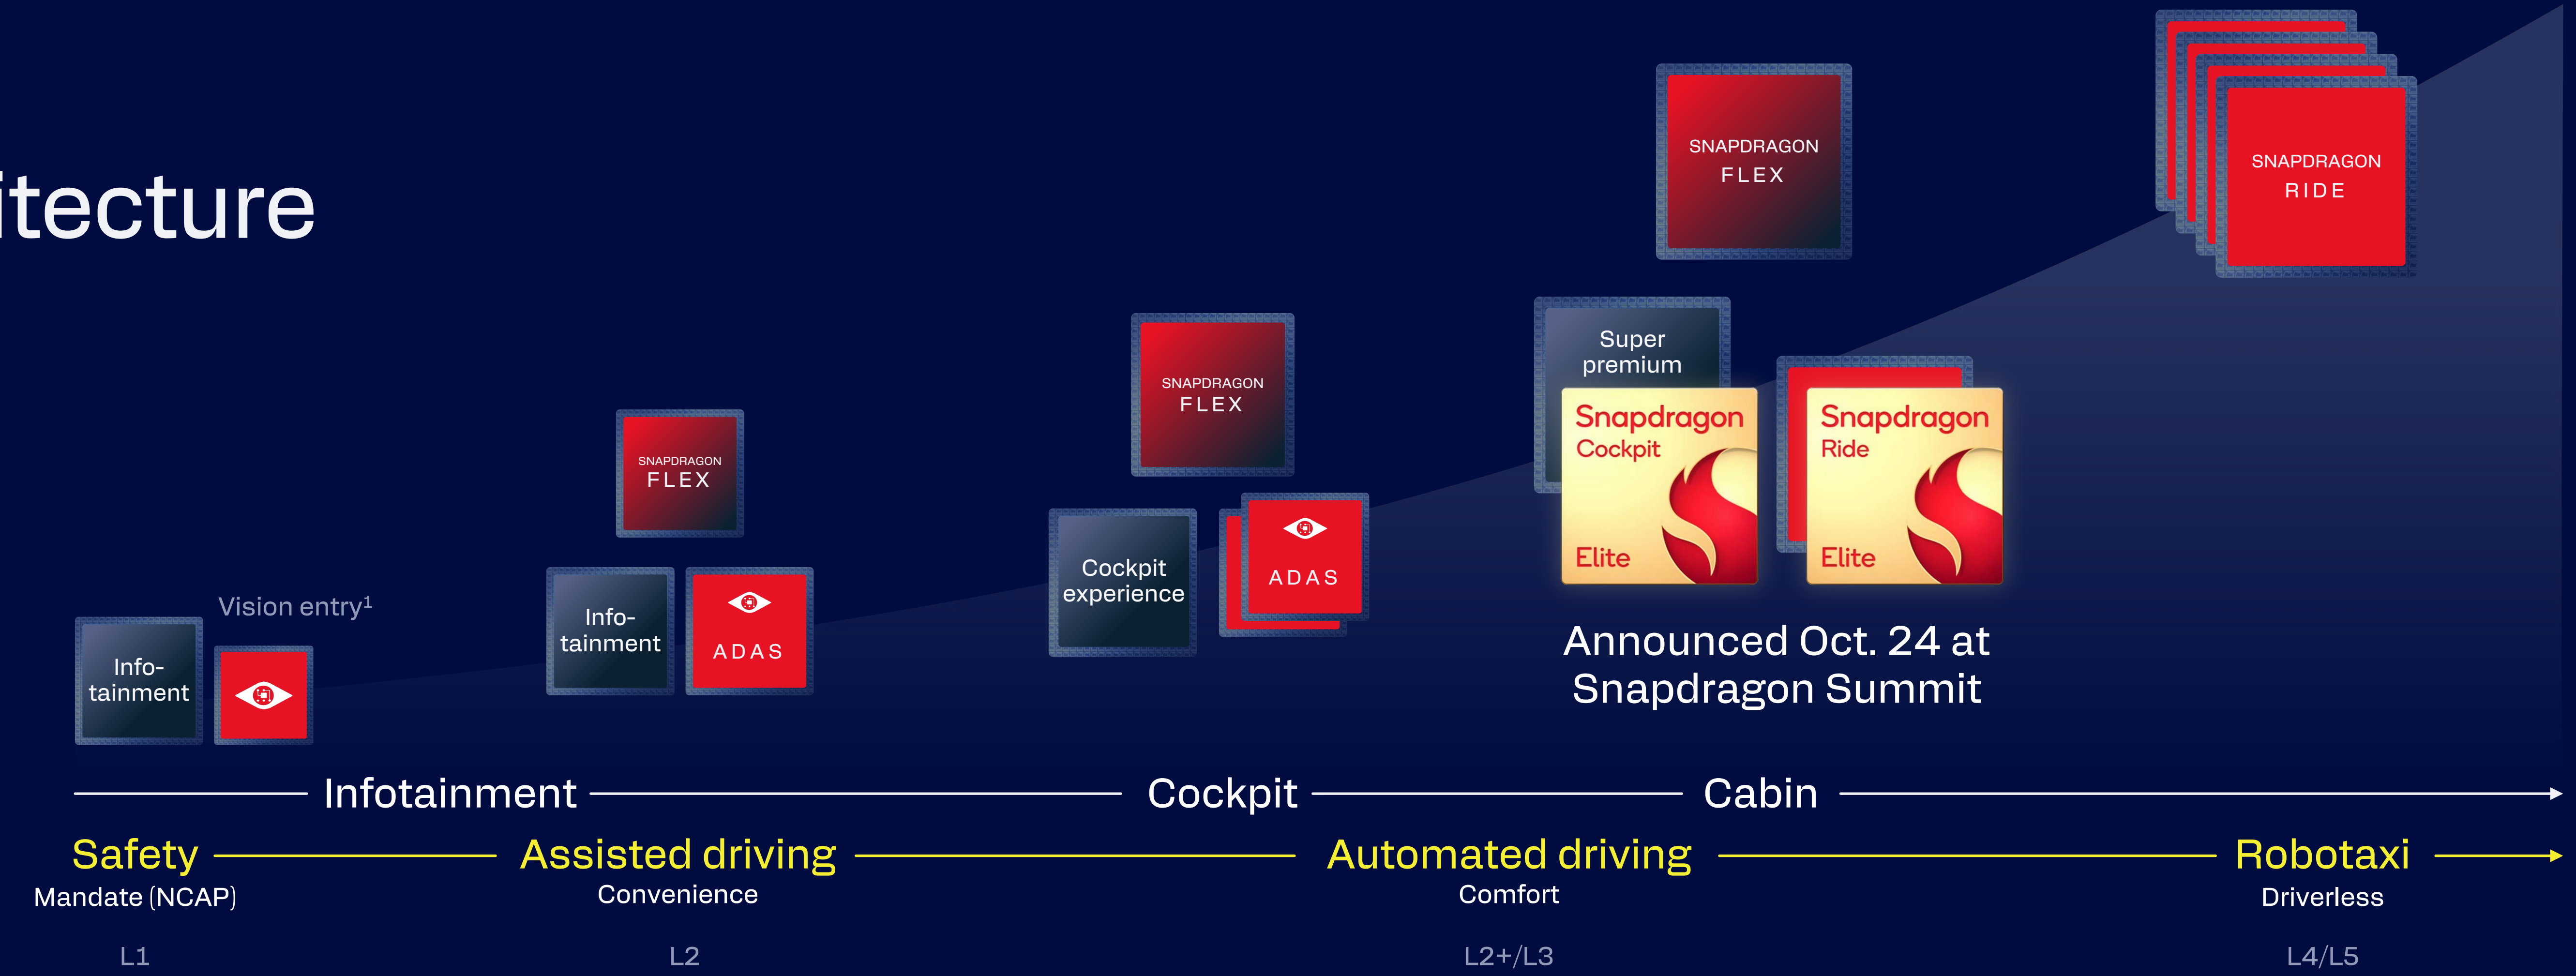 itecture
SNAPDRAGON
FLEX
SNAPDRAGON
RIDE
Super
premium
SNAPDRAGON
FLEX
Snapdragon
Cockpit
Elite
Snapdragon
Ride
Elite
SNAPDRAGON
FLEX
Cockpit
experience
ADAS
Info-
tainment
ADAS
Vision entry¹
Info-
tainment
Announced Oct. 24 at
Snapdragon Summit
Infotainment
Cockpit
Cabin
Safety
Assisted driving
Automated driving
Robotaxi
Mandate (NCAP)
Convenience
Comfort
Driverless
L1
L2
L2+/L3
L4/L5